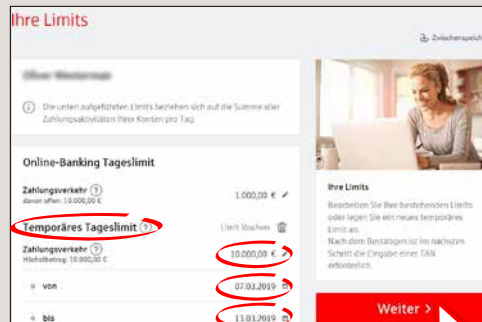 Ihre Limits
Zwischenspeich
Die unten aufgeführten Limits beziehen sich auf die Summe aller
Zahlungsaktivitäten Ihrer Konten pro Tag.
Online-Banking Tageslimit
Zahlungsverkehr ?
davon offen: 10.000,00 €
1.000,00 €
Temporäres Tageslimit ?
Limit löschen
Zahlungsverkehr ?
Höchstbetrag: 10.000,00 €
10.000,00 €
von
07.03.2019
bis
13.03.2019
Ihre Limits
Bearbeiten Sie Ihre bestehenden Limits
oder legen Sie ein neues temporäres
Limit an.
Nach dem Bestätigen ist im nächsten
Schritt die Eingabe einer TAN
erforderlich.
Weiter >